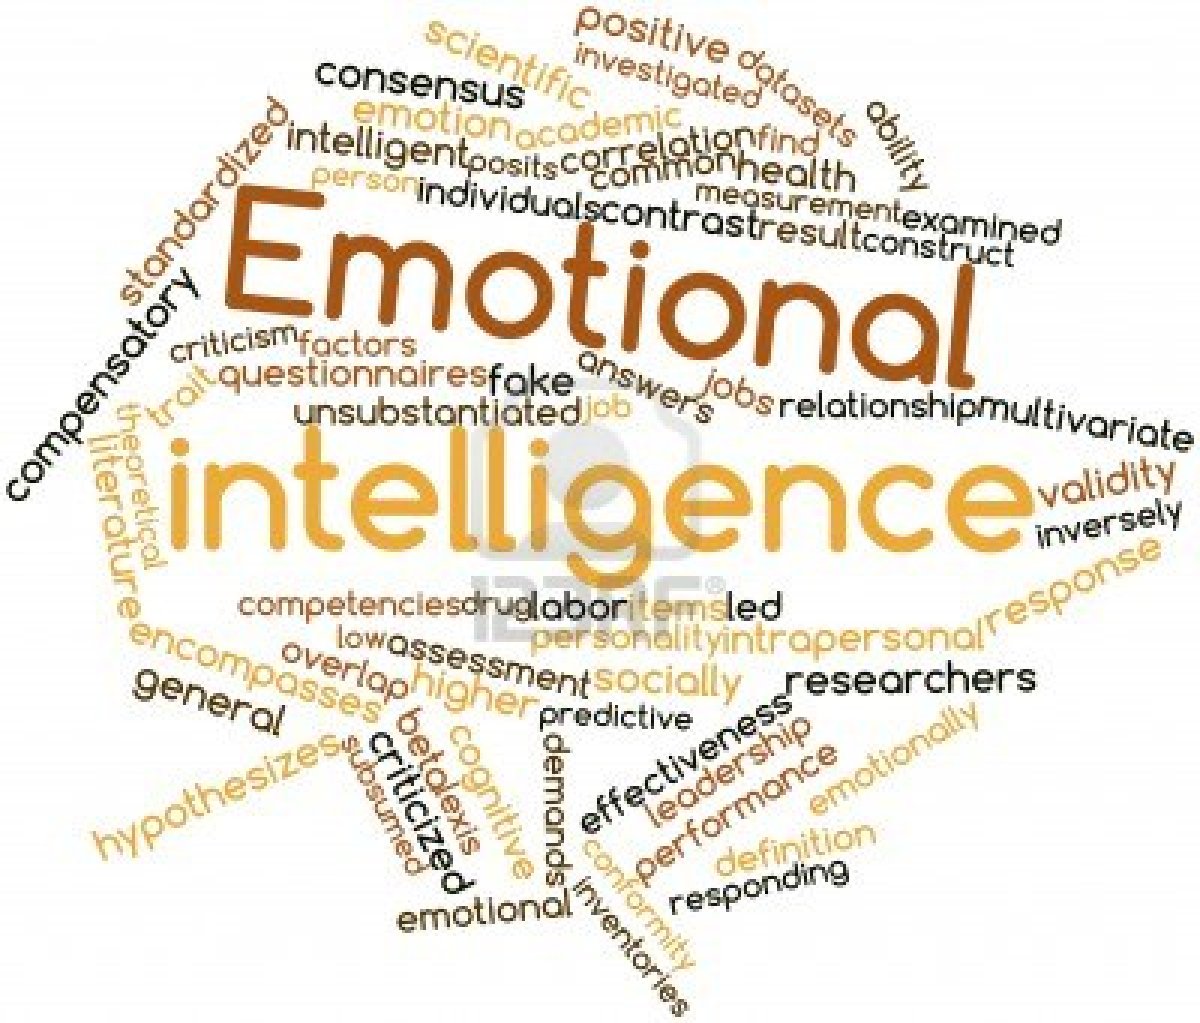 positive
scientific
datasets
investigated
consensus
emotion
academic
ability
standardized
intelligent
posits
correlation
find
common
health
person
individuals
measurement
examined
contrast
result
construct
Emotional
compensatory
criticism
factors
trait
questionnaires
fake
answers
jobs
unsubstantiated
job
relationship
multivariate
theoretical
literature
intelligence
validity
inversely
response
competencies
drug
labor
items
led
low
personality
intrapersonal
encompasses
overlap
assessment
general
higher
socially
researchers
predictive
effectiveness
hypothesizes
subsumed
criticized
betalexis
cognitive
demands
leadership
performance
emotionally
conformity
definition
responding
emotional
inventories
123RF®